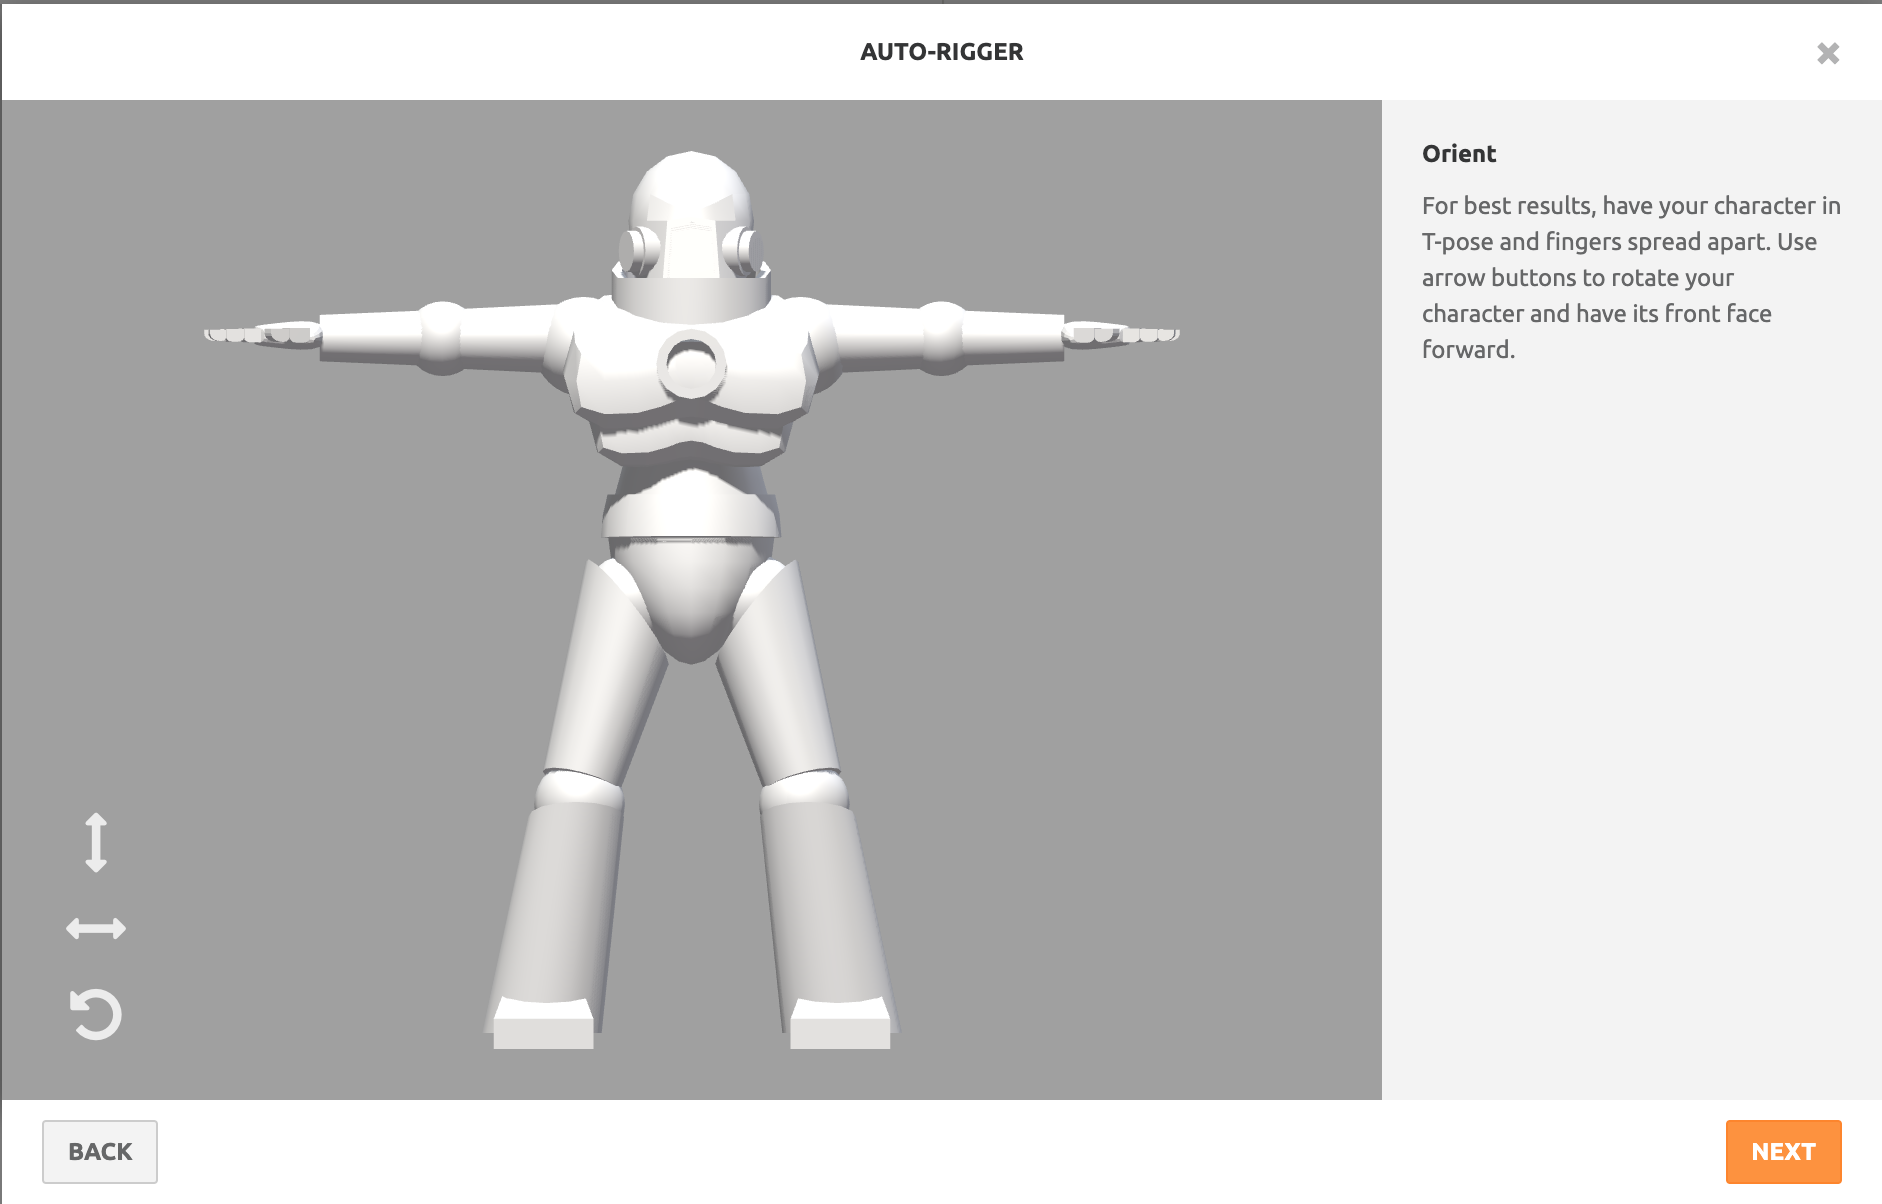 AUTO-RIGGER
Orient
For best results, have your character in
T-pose and fingers spread apart. Use
arrow buttons to rotate your
character and have its front face
forward.
BACK
NEXT